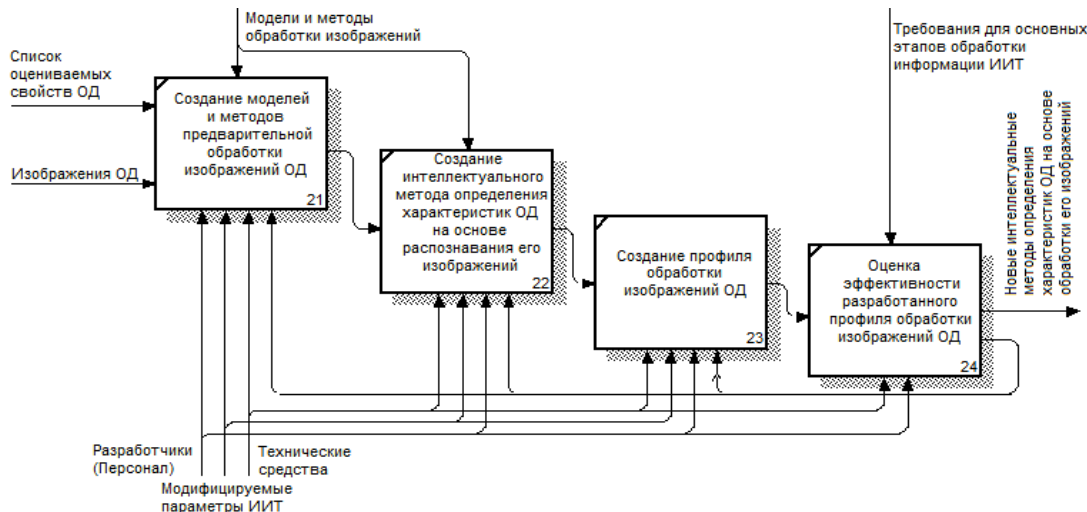 Модели и методы
обработки изображений
Требования для основных
этапов обработки
информации ИИТ
Список
оцениваемых
свойств ОД
Изображения ОД
Создание моделей
и методов
предварительной
обработки
изображений ОД
21
Создание
интеллектуального
метода определения
характеристик ОД
на основе
распознавания его
изображений
22
Создание профиля
обработки
изображений ОД
23
Оценка
эффективности
разработанного
профиля обработки
изображений ОД
24
Новые интеллектуальные
методы определения
характеристик ОД на основе
обработки его изображений
Разработчики
(Персонал)
Технические
средства
Модифицируемые
параметры ИИТ